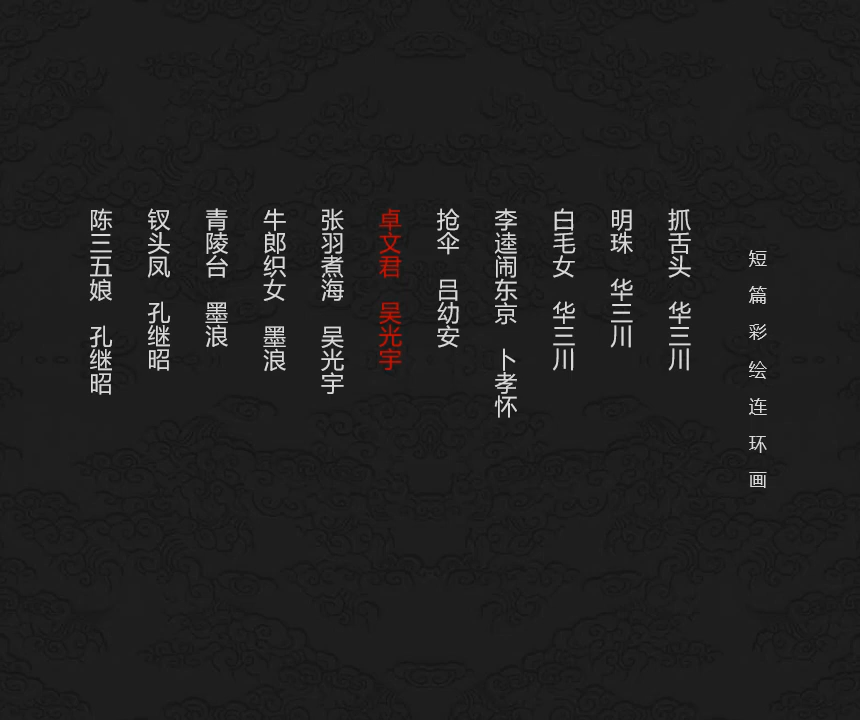 短篇彩绘连环画
抓舌头 华三川
明珠 华三川
白毛女 华三川
李逵闹东京 卜孝怀
抢伞 吕幼安
卓文君 吴光宇
张羽煮海 吴光宇
牛郎织女 墨浪
青陵台 墨浪
钗头凤 孔继昭
陈三五娘 孔继昭